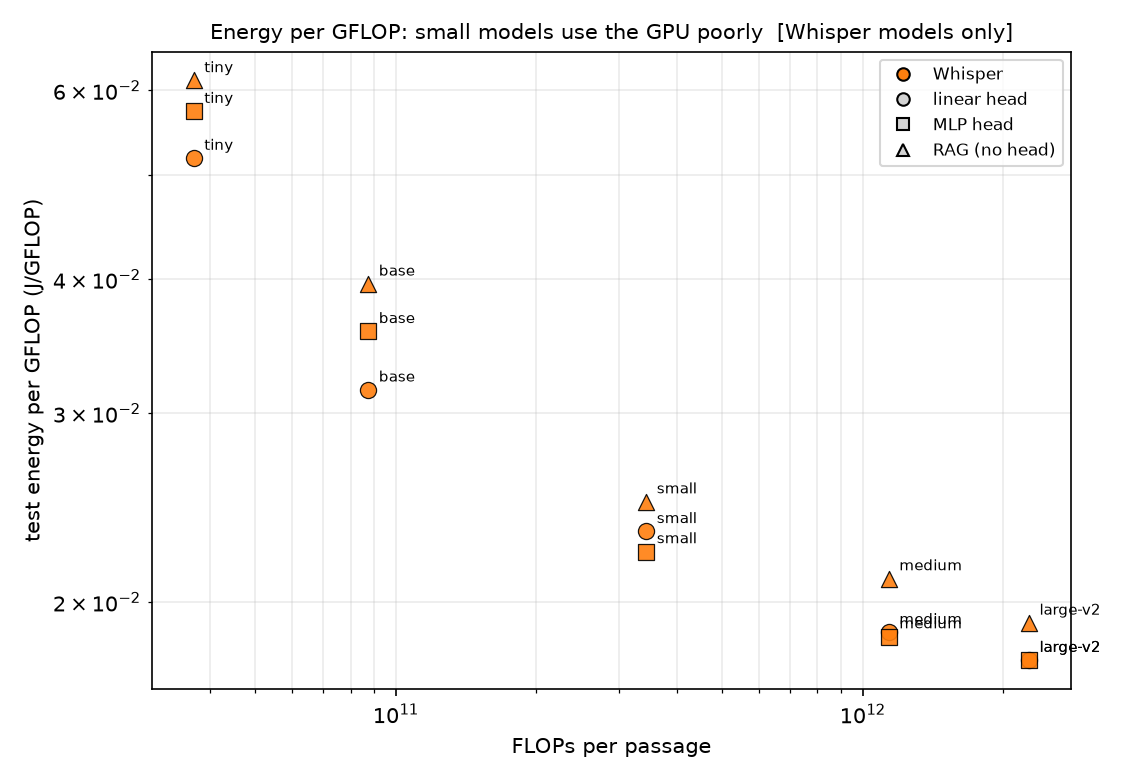 Energy per GFLOP: small models use the GPU poorly  [Whisper models only]
Whisper
linear head
MLP head
RAG (no head)
tiny
tiny
tiny
base
base
base
small
small
small
medium
medium
medium
large-v2
large-v2
6 × 10⁻²
4 × 10⁻²
3 × 10⁻²
2 × 10⁻²
test energy per GFLOP (J/GFLOP)
10¹¹
10¹²
FLOPs per passage